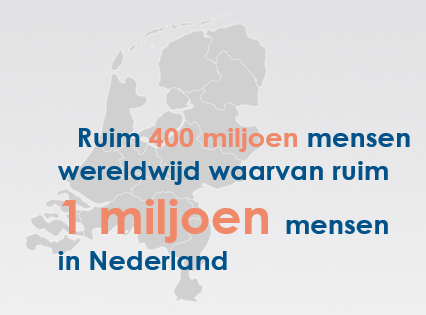 Ruim 400 miljoen mensen
wereldwijd waarvan ruim
1 miljoen mensen
in Nederland